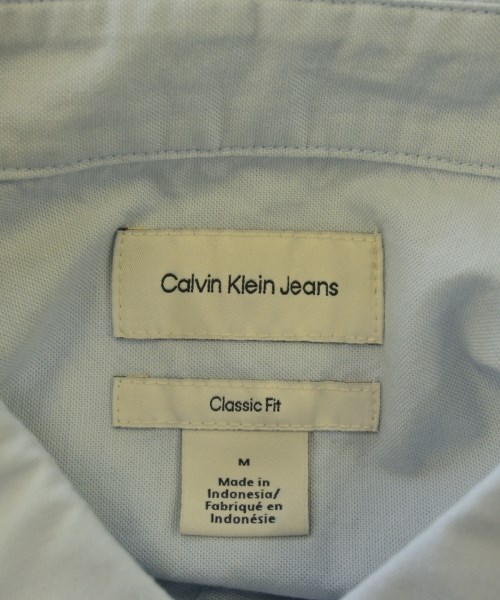 Calvin Klein Jeans
Classic Fit
M
Made in
Indonesia/
Fabriqué en
Indonésie